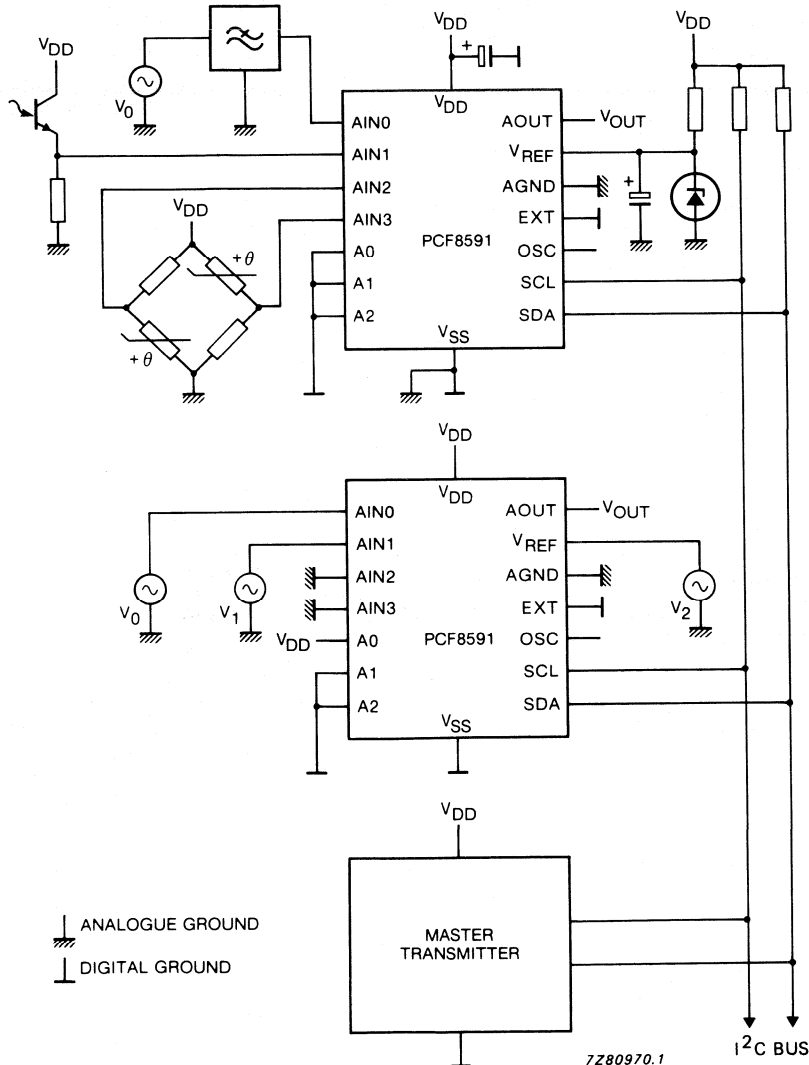 VDD
VDD
VDD
V0
VDD
AIN0
AOUT
VOUT
AIN1
VREF
+
AIN2
AGND
VDD
AIN3
EXT
+θ
A0
PCF8591
OSC
A1
SCL
A2
SDA
+θ
VSS
+
VDD
VDD
AIN0
AOUT
VOUT
AIN1
VREF
AIN2
AGND
V0
V1
AIN3
EXT
V2
VDD
A0
PCF8591
OSC
A1
SCL
A2
SDA
VSS
VDD
ANALOGUE GROUND
DIGITAL GROUND
MASTER
TRANSMITTER
I²C BUS
7Z80970.1